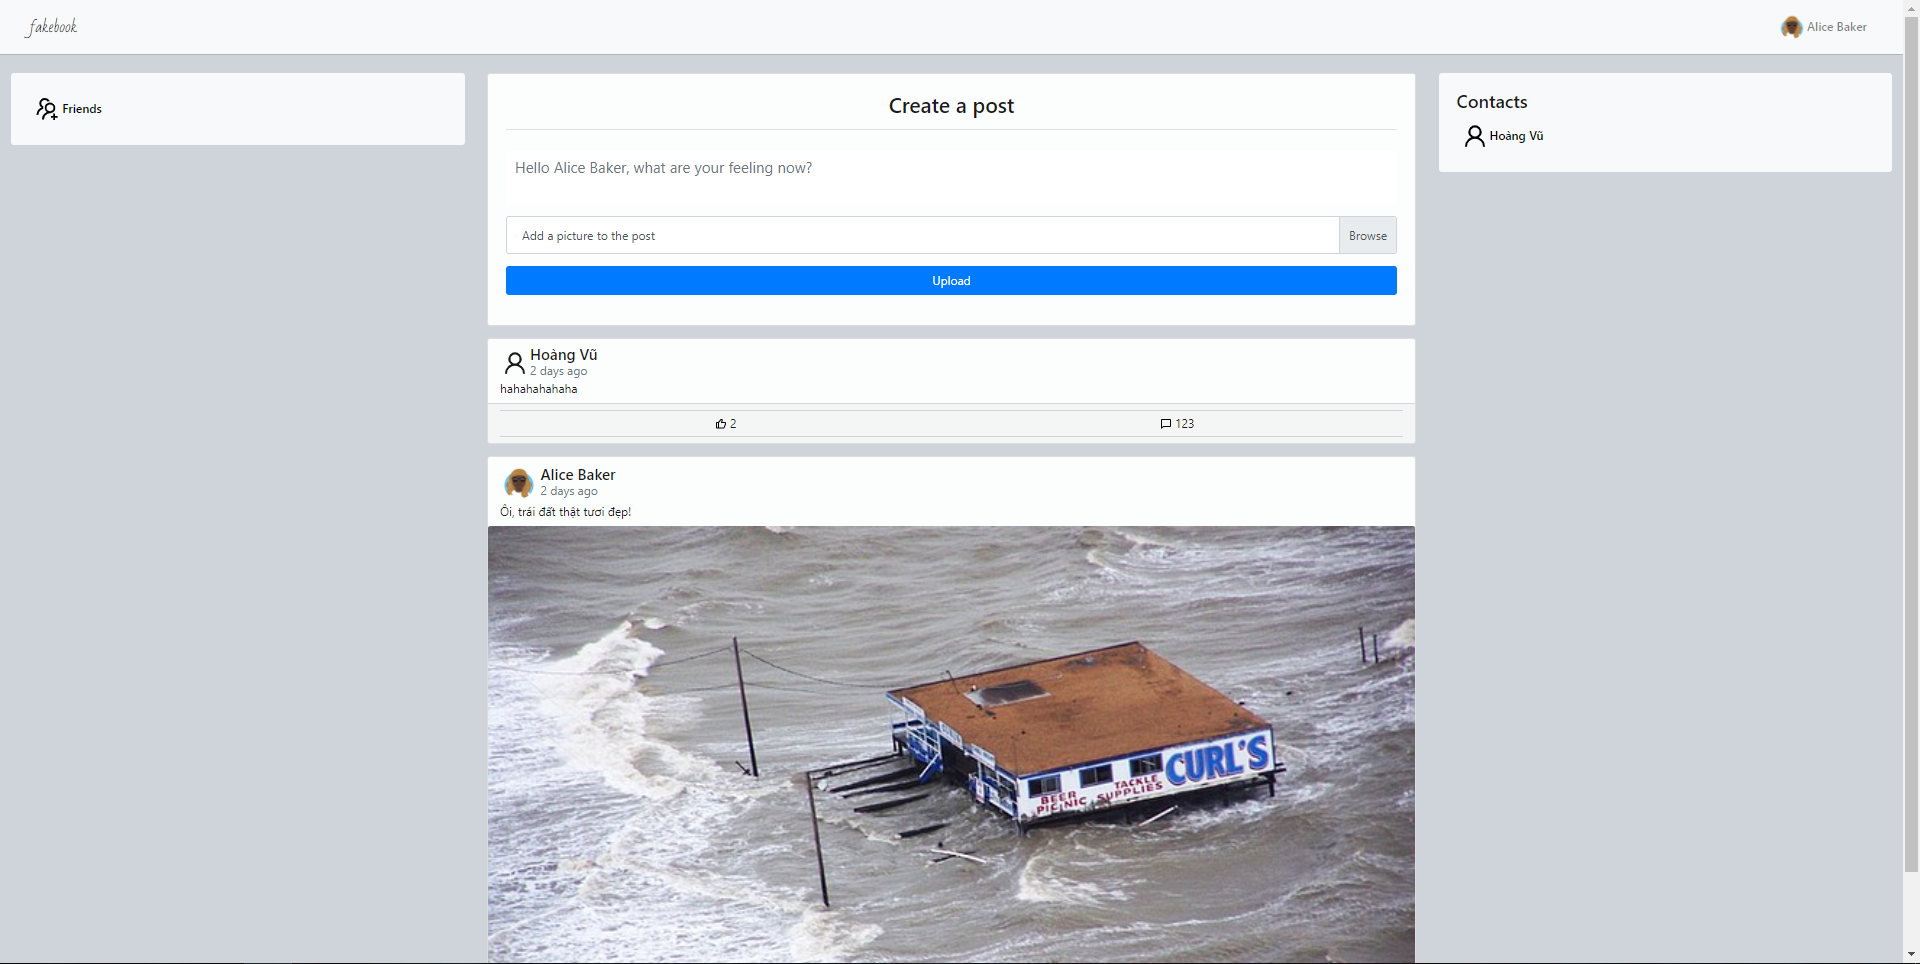 fakebook
Alice Baker
Friends
Create a post
Hello Alice Baker, what are your feeling now?
Add a picture to the post
Browse
Upload
Contacts
Hoàng Vũ
Hoàng Vũ
2 days ago
hahahahahaha
2
123
Alice Baker
2 days ago
Ôi, trái đất thật tươi đẹp!
CURL'S
BEER
TACKLE
PICNIC SUPPLIES